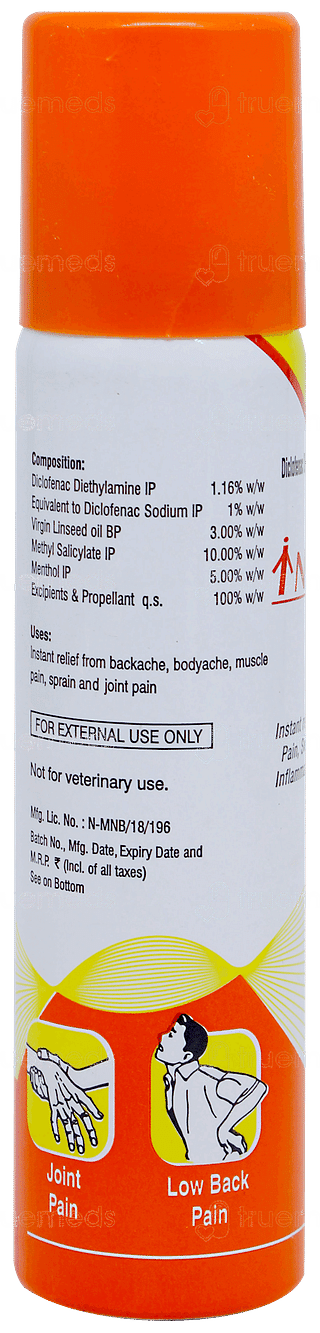 Composition:
Diclofenac Diethylamine IP 1.16% w/w
Equivalent to Diclofenac Sodium IP 1% w/w
Virgin Linseed oil BP 3.00% w/w
Methyl Salicylate IP 10.00% w/w
Menthol IP 5.00% w/w
Excipients & Propellant q.s. 100% w/w
Uses:
Instant relief from backache, bodyache, muscle
pain, sprain and joint pain
FOR EXTERNAL USE ONLY
Not for veterinary use.
Mfg. Lic. No. : N-MNB/18/196
Batch No., Mfg. Date, Expiry Date and
M.R.P. ₹ (Incl. of all taxes)
See on Bottom
Instant
Pain,
Joint
Pain
Low Back
Pain
truemeds